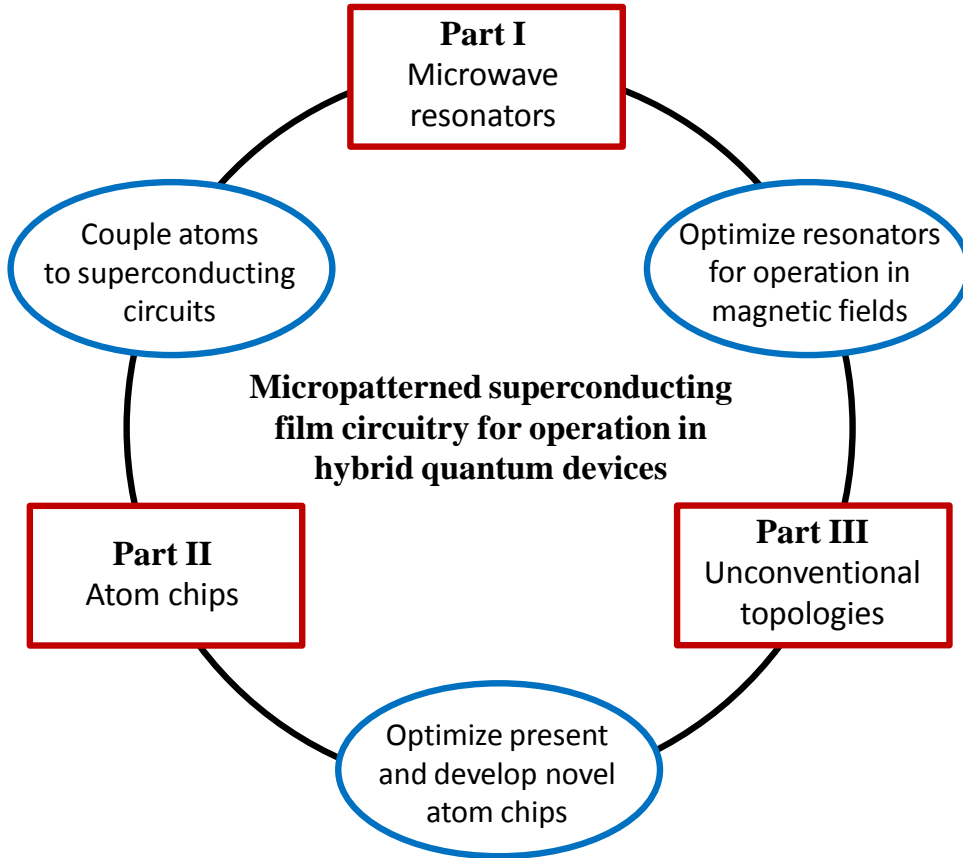 Part I
Microwave
resonators
Couple atoms
to superconducting
circuits
Optimize resonators
for operation in
magnetic fields
Micropatterned superconducting
film circuitry for operation in
hybrid quantum devices
Part II
Atom chips
Part III
Unconventional
topologies
Optimize present
and develop novel
atom chips